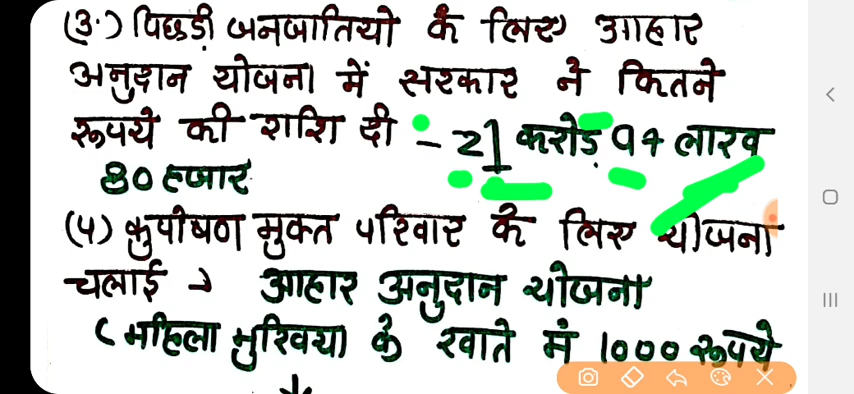 (3.) पिछड़ी जनजातियो के लिए आहार
अनुदान योजना में सरकार ने कितने
रूपये की राशि दी - 21 करोड़ 94 लाख
80 हजार
(4) कुपोषण मुक्त परिवार के लिए योजना
चलाई → आहार अनुदान योजना
( महिला मुखिया के खाते में 1000 रूपये